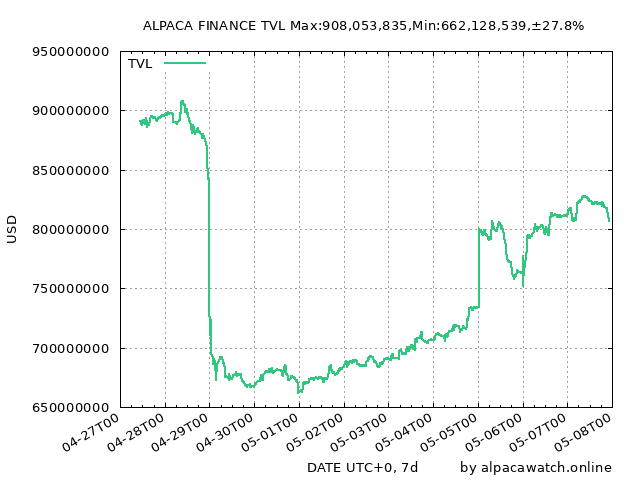 ALPACA FINANCE TVL Max:908,053,835,Min:662,128,539,±27.8%
950000000
TVL
900000000
850000000
800000000
750000000
700000000
650000000
USD
04-27T00
04-28T00
04-29T00
04-30T00
05-01T00
05-02T00
05-03T00
05-04T00
05-05T00
05-06T00
05-07T00
05-08T00
DATE UTC+0, 7d
by alpacawatch.online